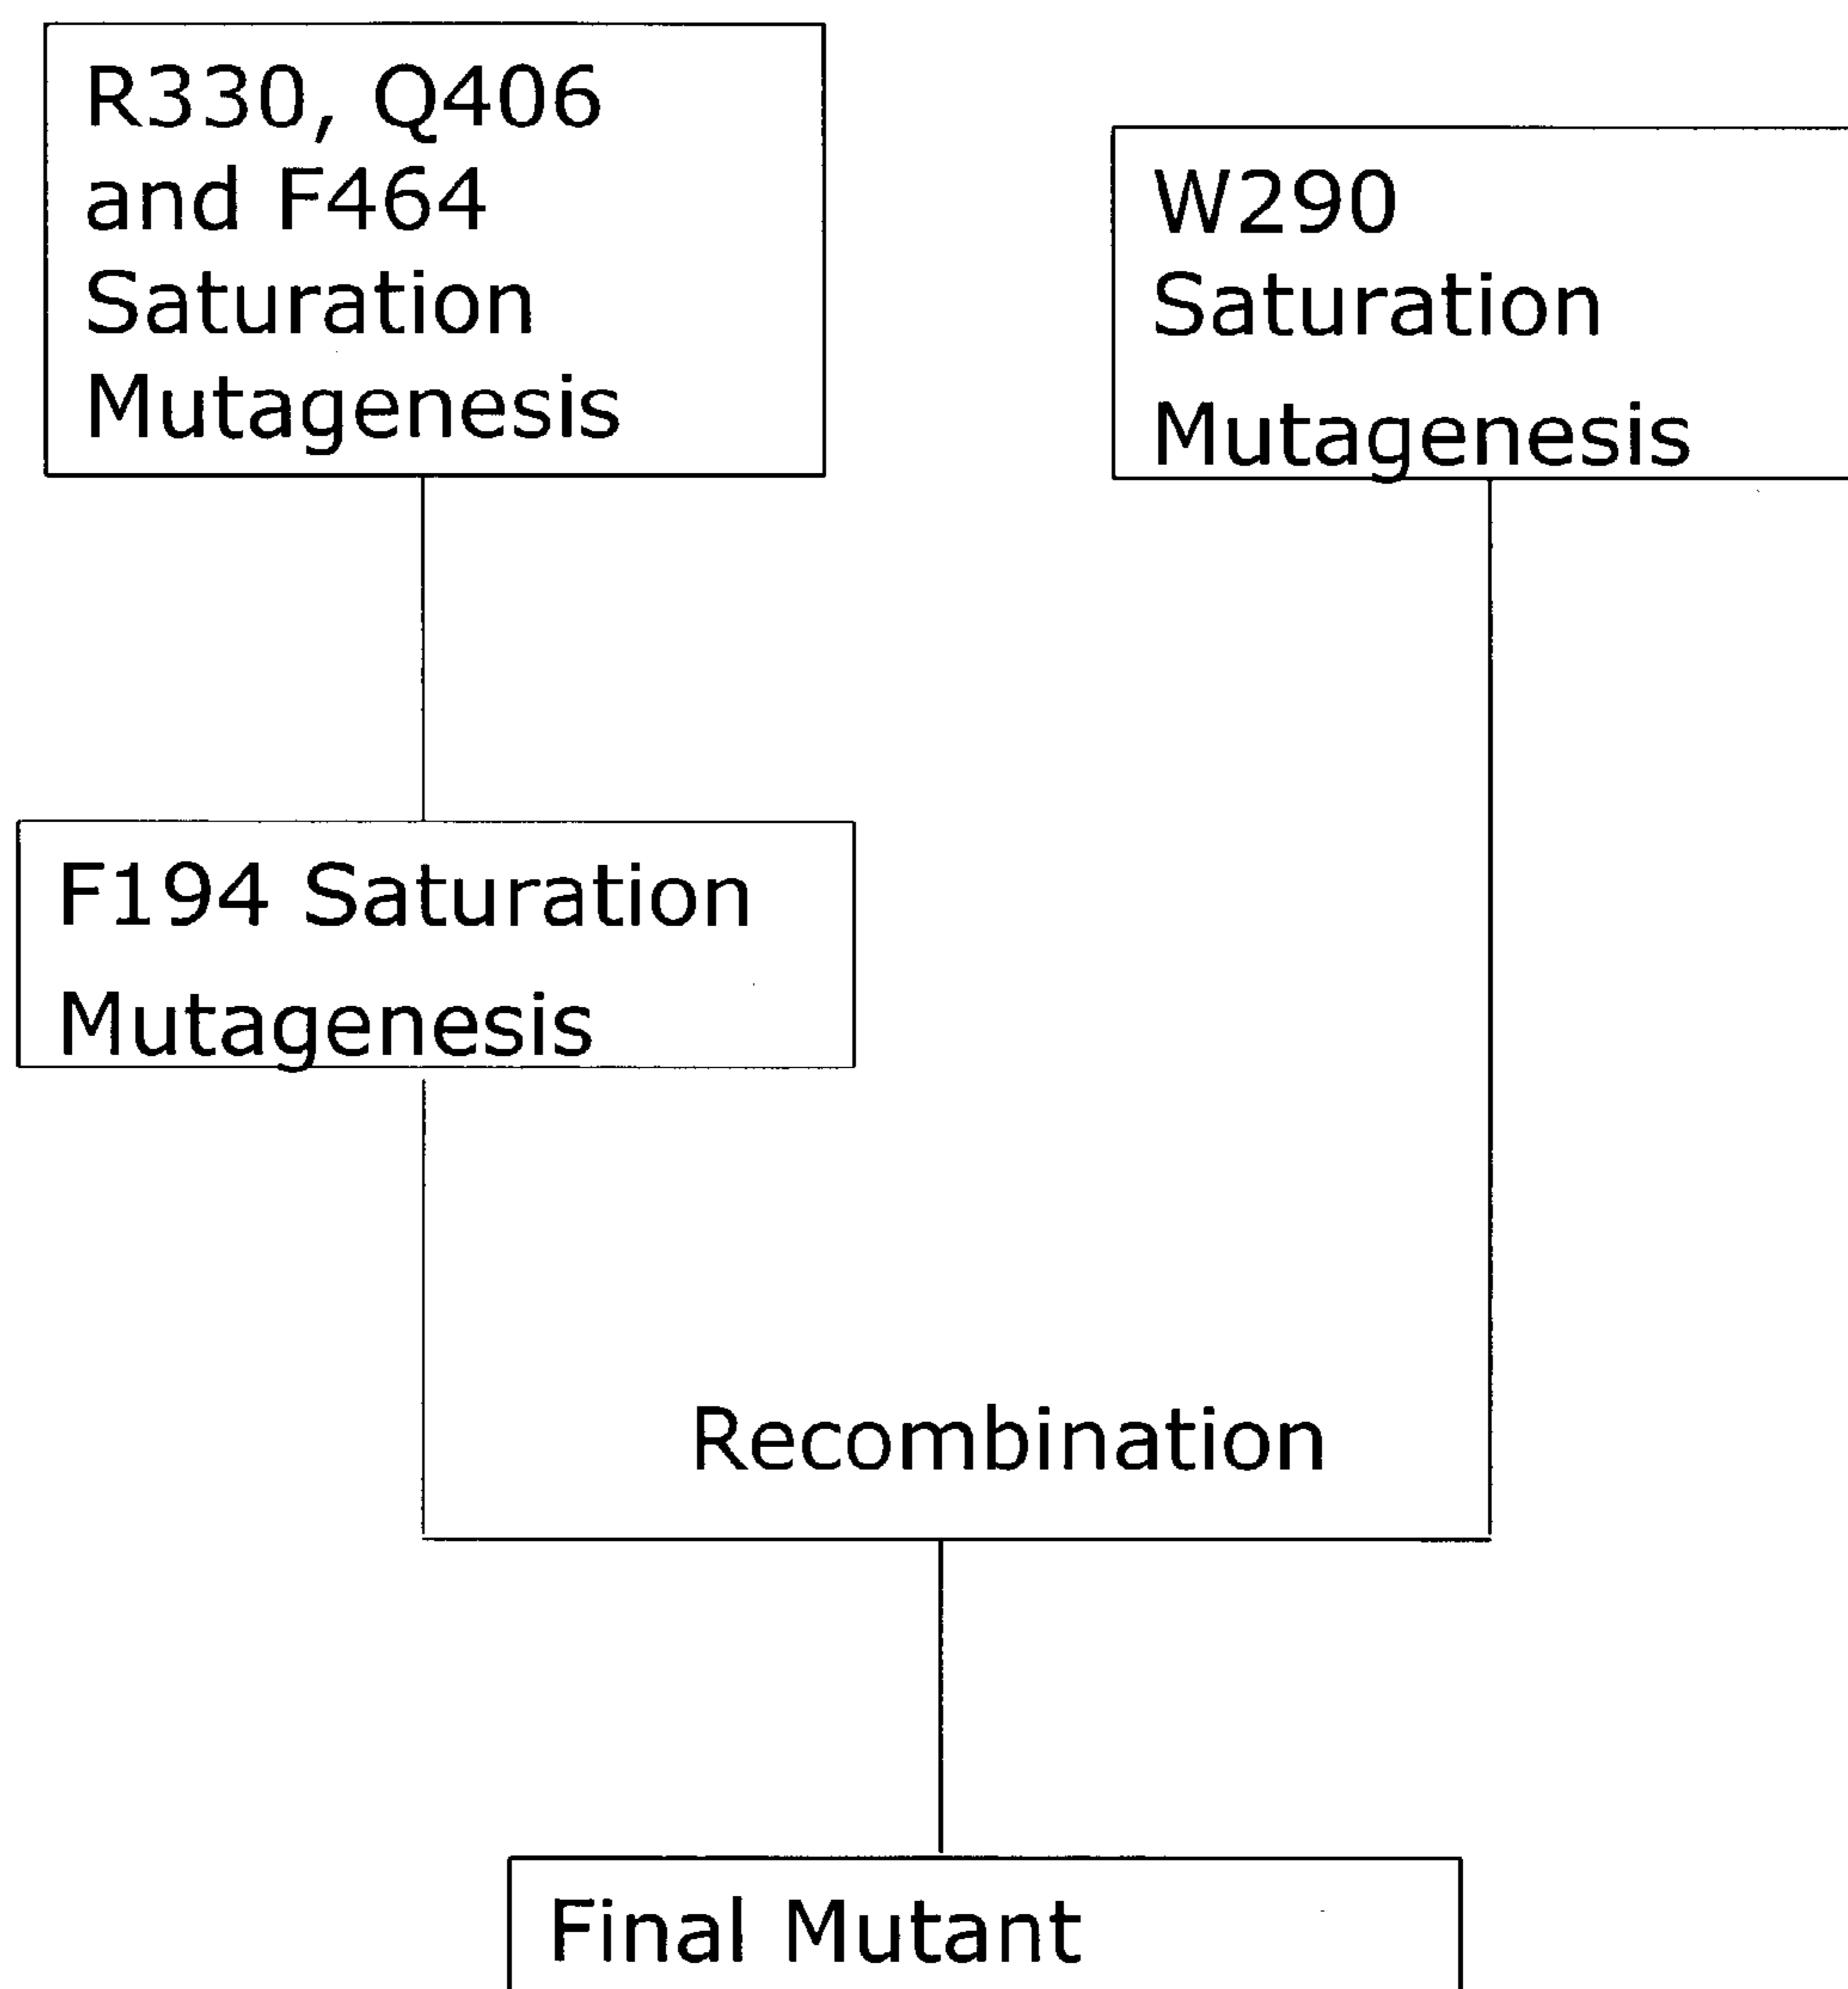 R330, Q406
and F464
Saturation
Mutagenesis
W290
Saturation
Mutagenesis
F194 Saturation
Mutagenesis
Recombination
Final Mutant